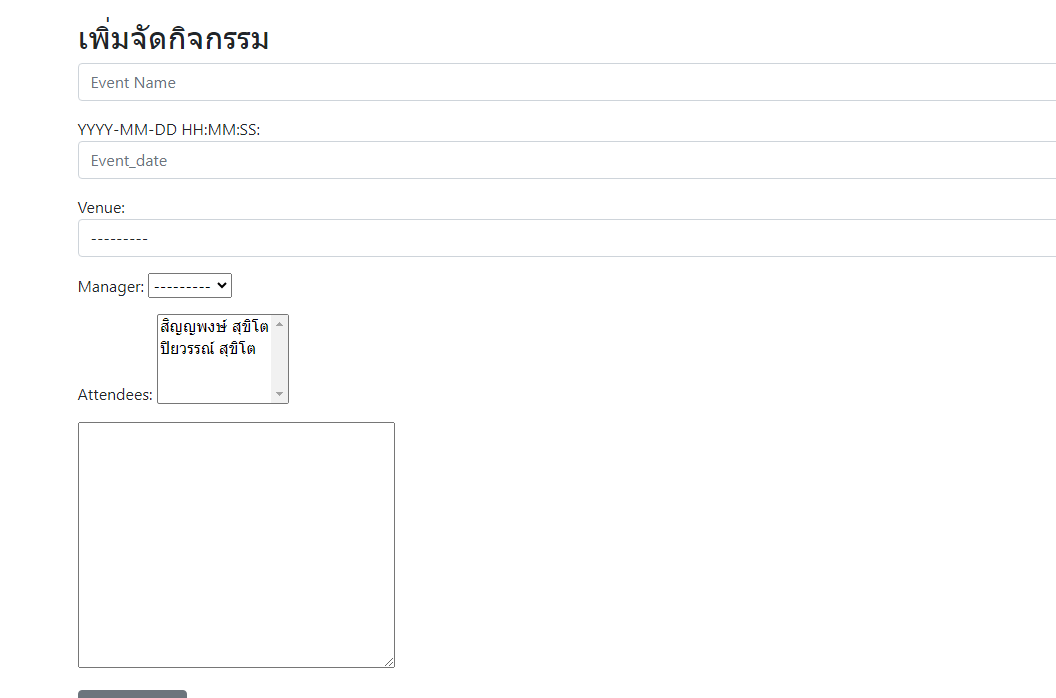 เพิ่มจัดกิจกรรม
Event Name
YYYY-MM-DD HH:MM:SS:
Event_date
Venue:
---------
Manager: ---------
สิญญพงษ์ สุขิโต
ปิยวรรณ์ สุขิโต
Attendees: